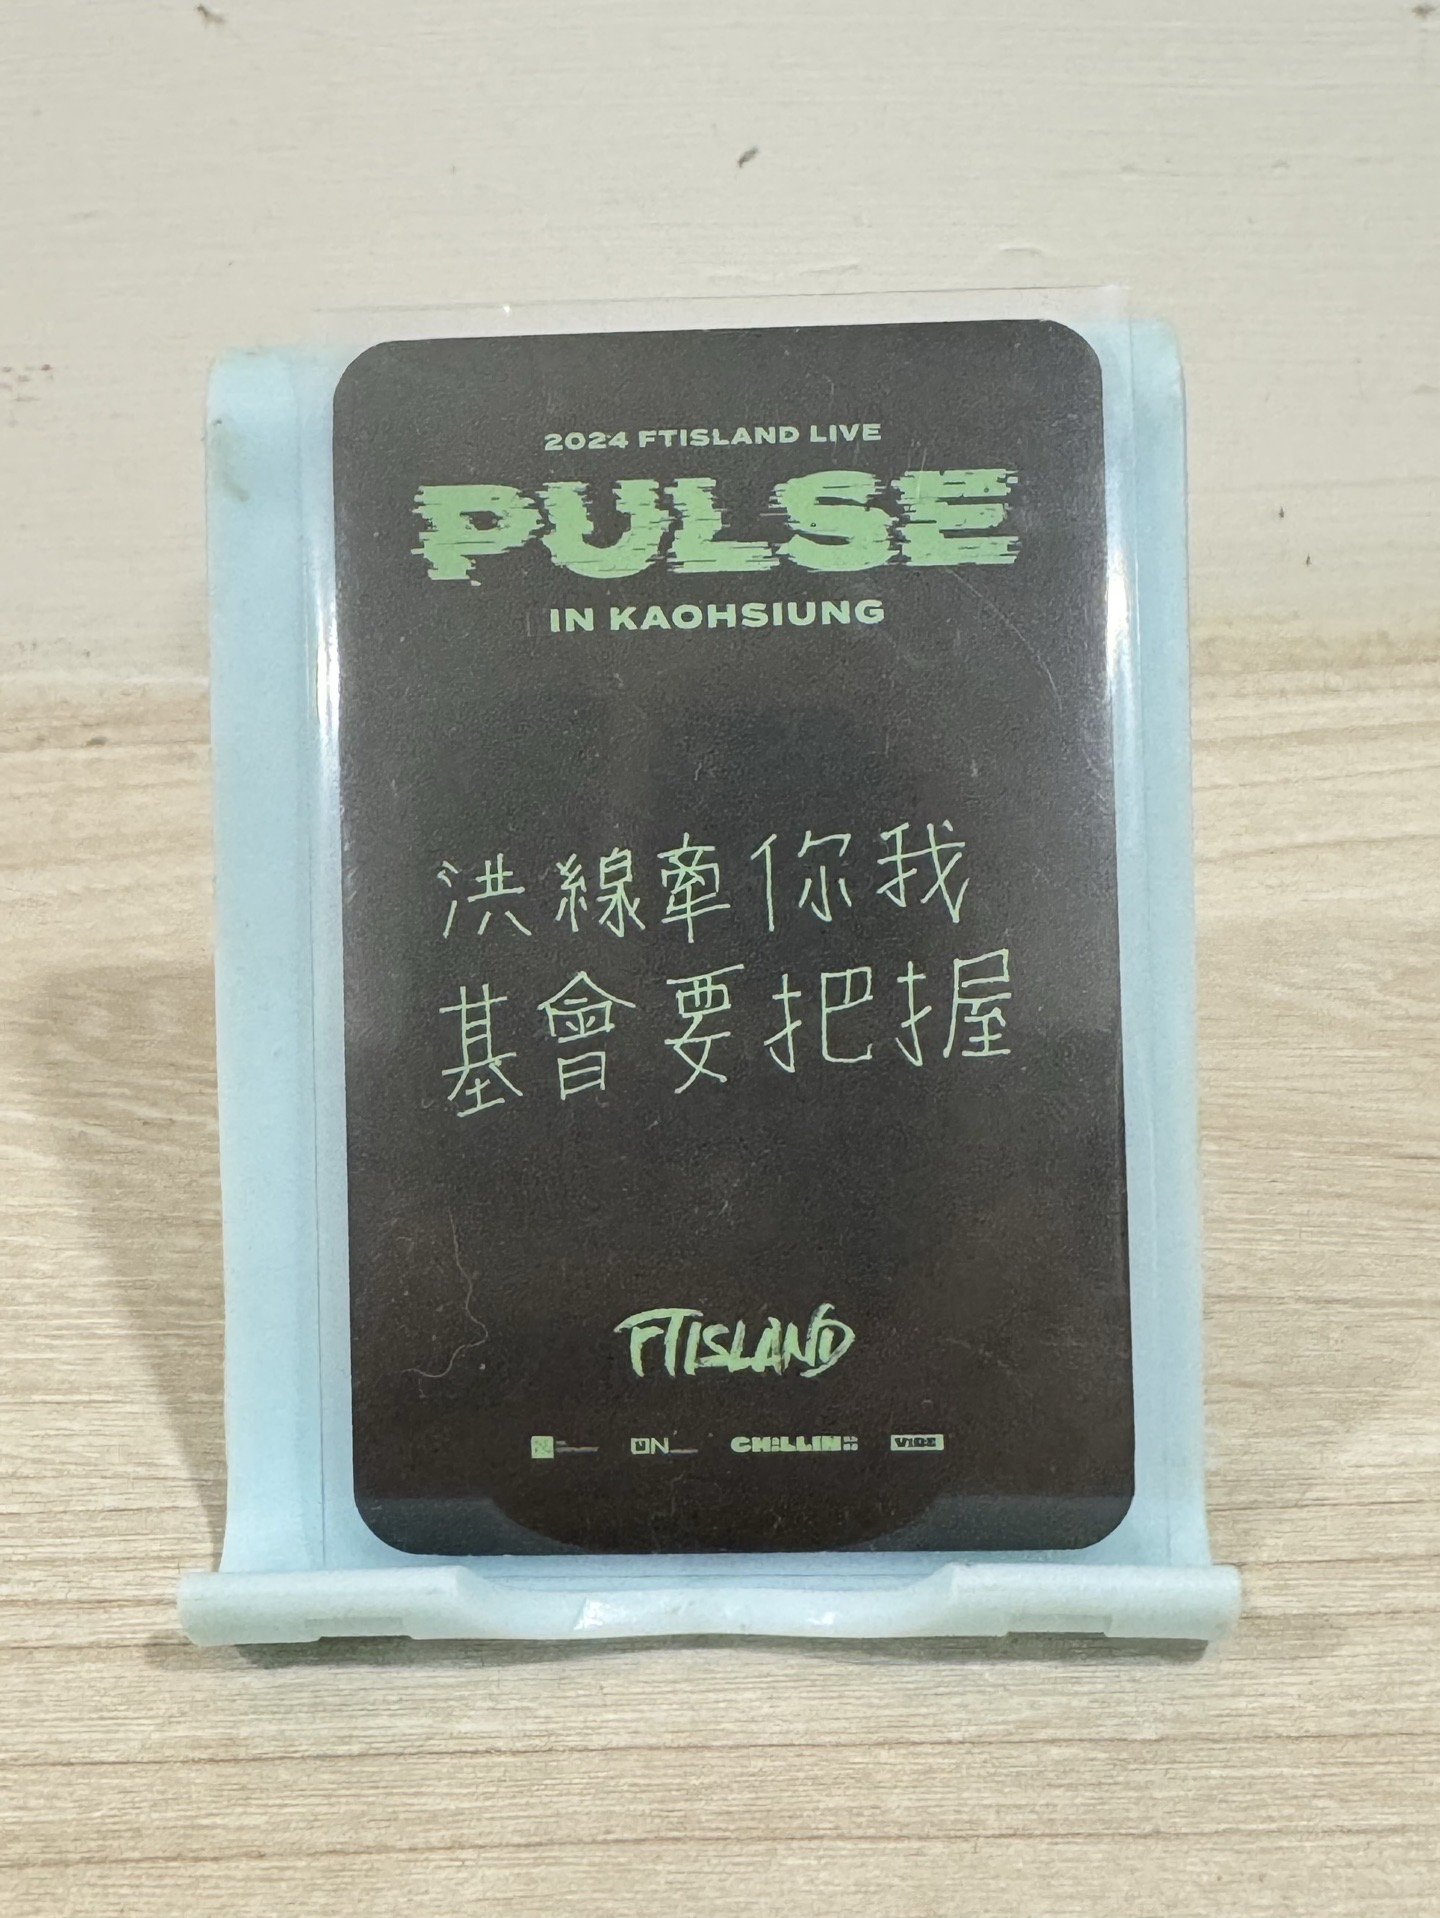 2024 FTISLAND LIVE
PULSE
IN KAOHSIUNG
洪線牽你我
基會要把握
FTISLAND
CHILLIN
VIBE